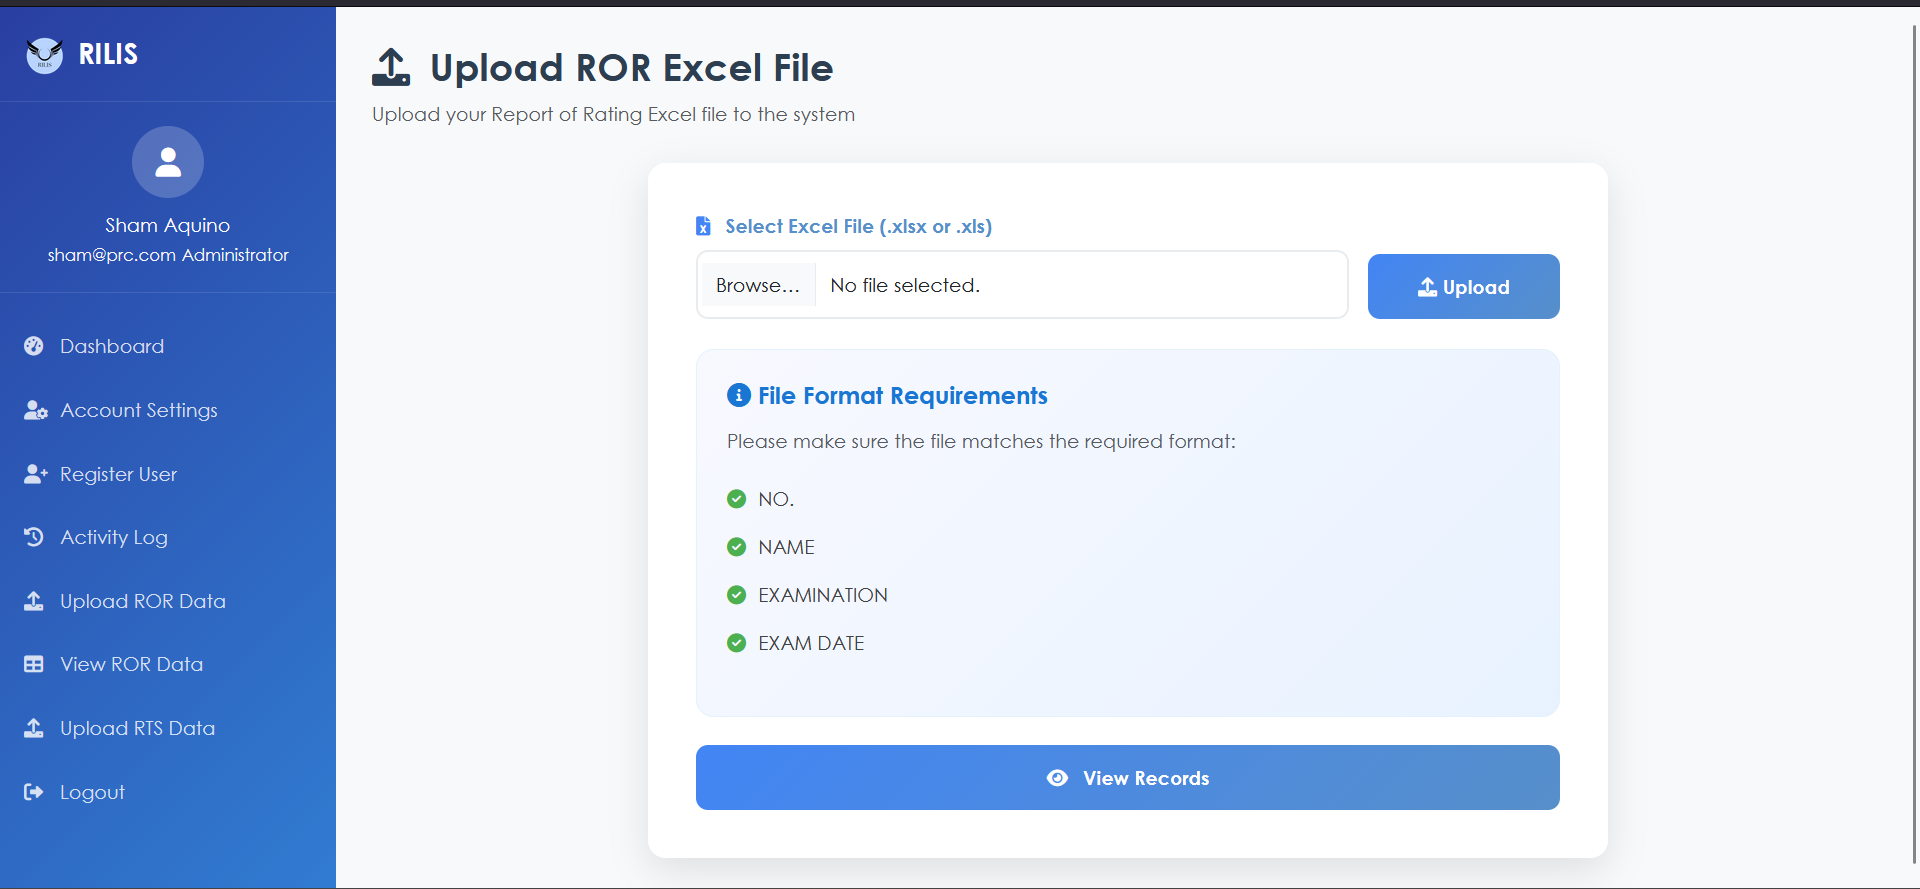 RILIS
RILIS
Sham Aquino
sham@prc.com Administrator
Dashboard
Account Settings
Register User
Activity Log
Upload ROR Data
View ROR Data
Upload RTS Data
Logout
Upload ROR Excel File
Upload your Report of Rating Excel file to the system
Select Excel File (.xlsx or .xls)
Browse... No file selected.
Upload
File Format Requirements
Please make sure the file matches the required format:
NO.
NAME
EXAMINATION
EXAM DATE
View Records